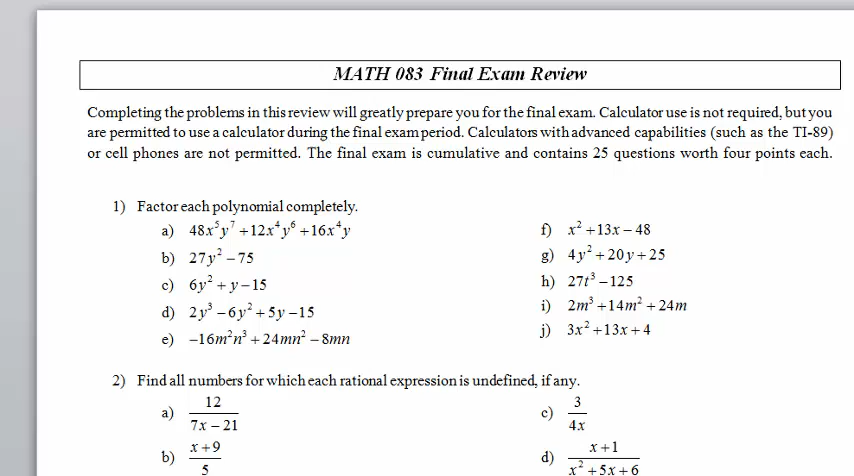 MATH 083 Final Exam Review
Completing the problems in this review will greatly prepare you for the final exam. Calculator use is not required, but you
are permitted to use a calculator during the final exam period. Calculators with advanced capabilities (such as the TI-89)
or cell phones are not permitted. The final exam is cumulative and contains 25 questions worth four points each.
1) Factor each polynomial completely.
a) 48x⁵y⁷ +12x⁴y⁶ +16x⁴y
b) 27y² − 75
c) 6y² + y − 15
d) 2y³ − 6y² + 5y − 15
e) −16m²n³ + 24mn² − 8mn
f) x² +13x − 48
g) 4y² + 20y + 25
h) 27t³ − 125
i) 2m³ +14m² + 24m
j) 3x² +13x + 4
2) Find all numbers for which each rational expression is undefined, if any.
a) 12
7x − 21
b) x + 9
5
c) 3
4x
d) x + 1
x² + 5x + 6